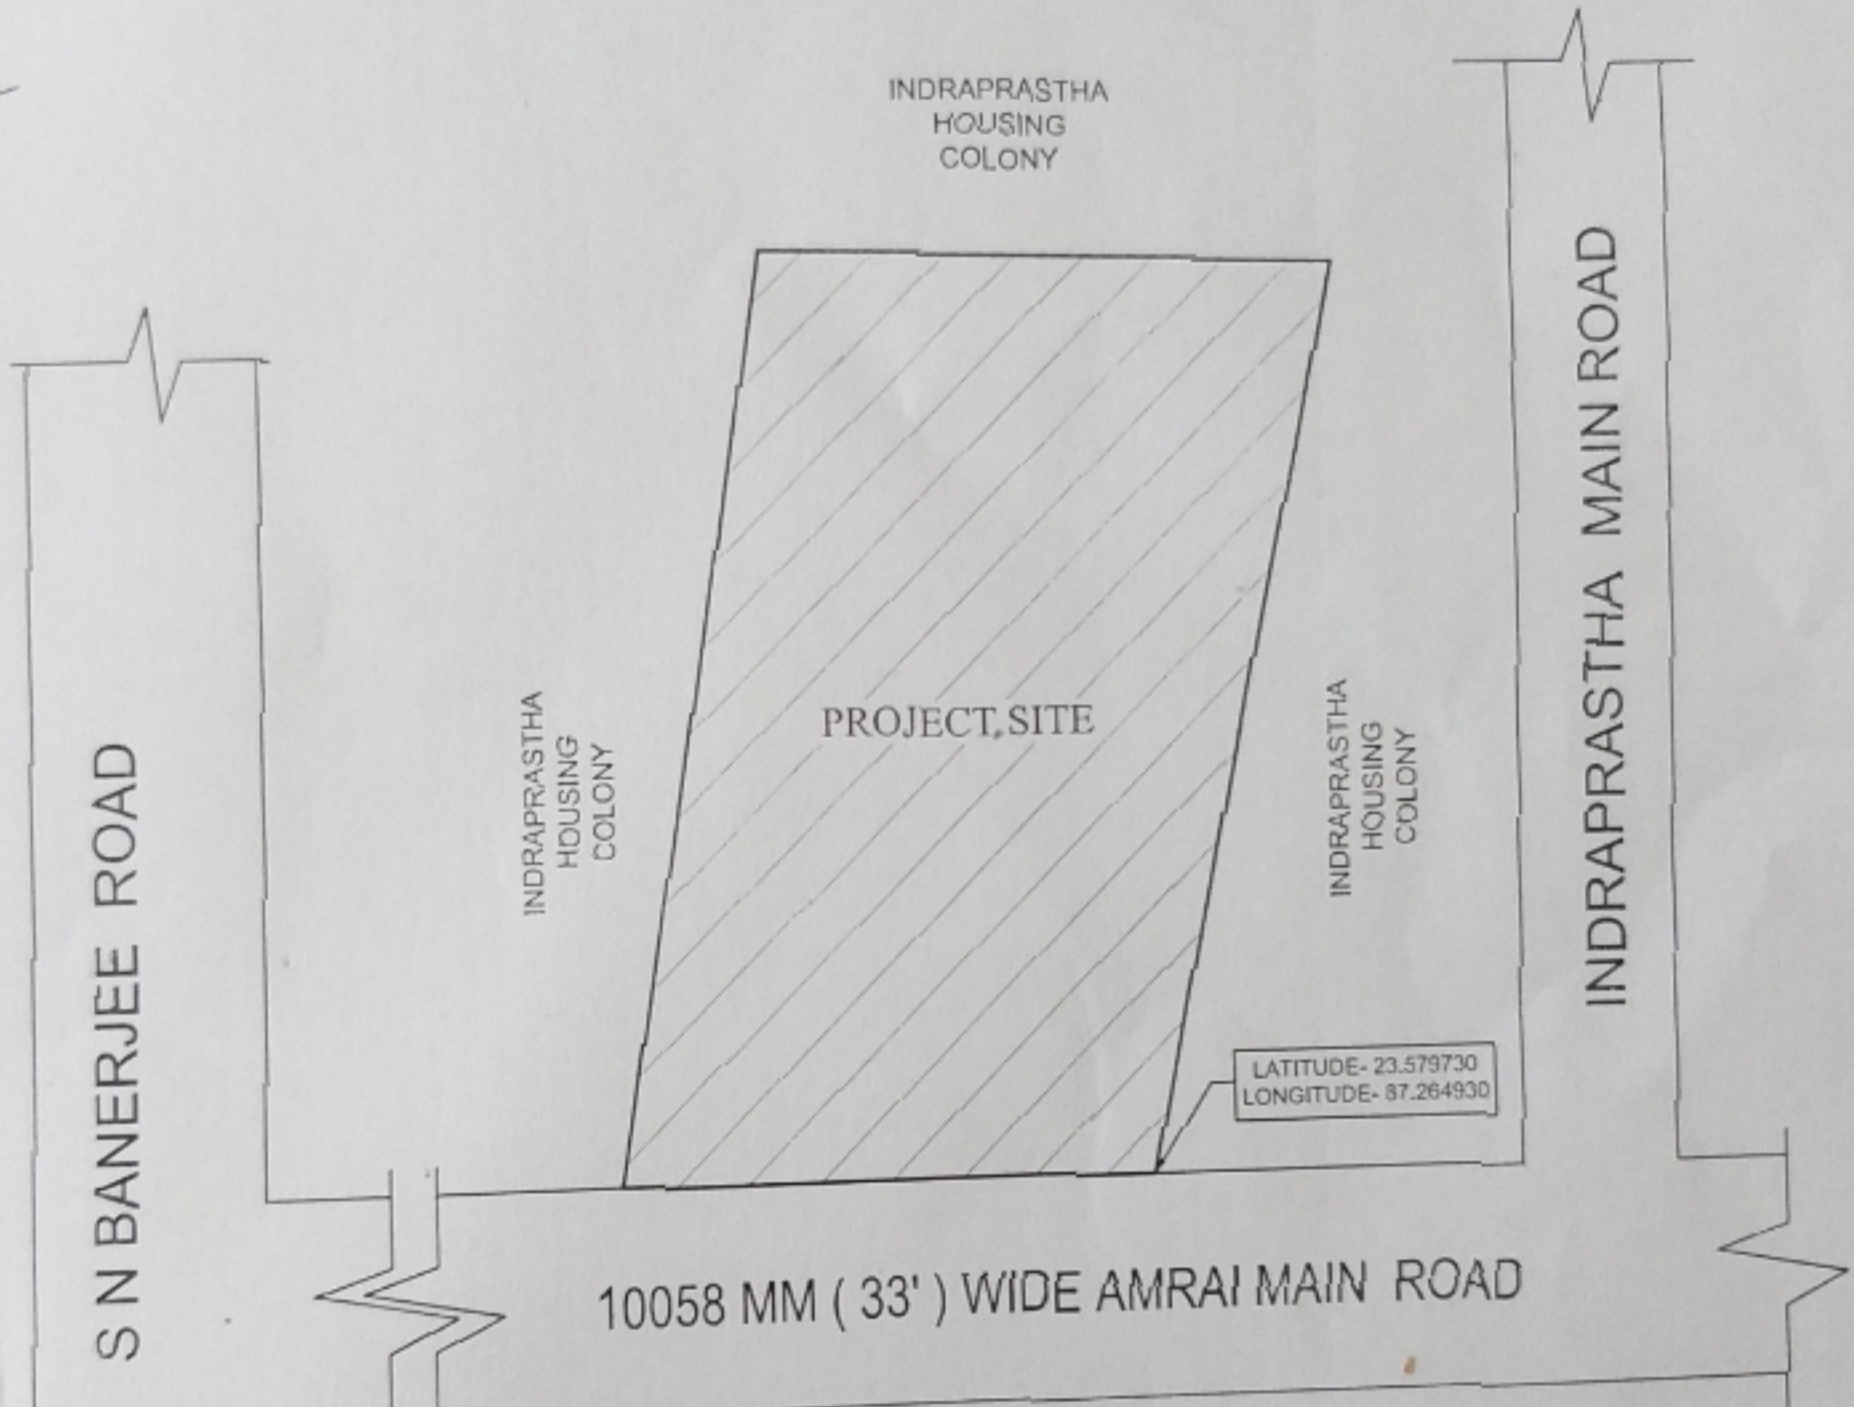 INDRAPRASTHA
HOUSING
COLONY
INDRAPRASTHA MAIN ROAD
PROJECT SITE
INDRAPRASTHA
HOUSING
COLONY
INDRAPRASTHA
HOUSING
COLONY
S N BANERJEE ROAD
LATITUDE- 23.579730
LONGITUDE- 87.264930
10058 MM ( 33' ) WIDE AMRAI MAIN ROAD